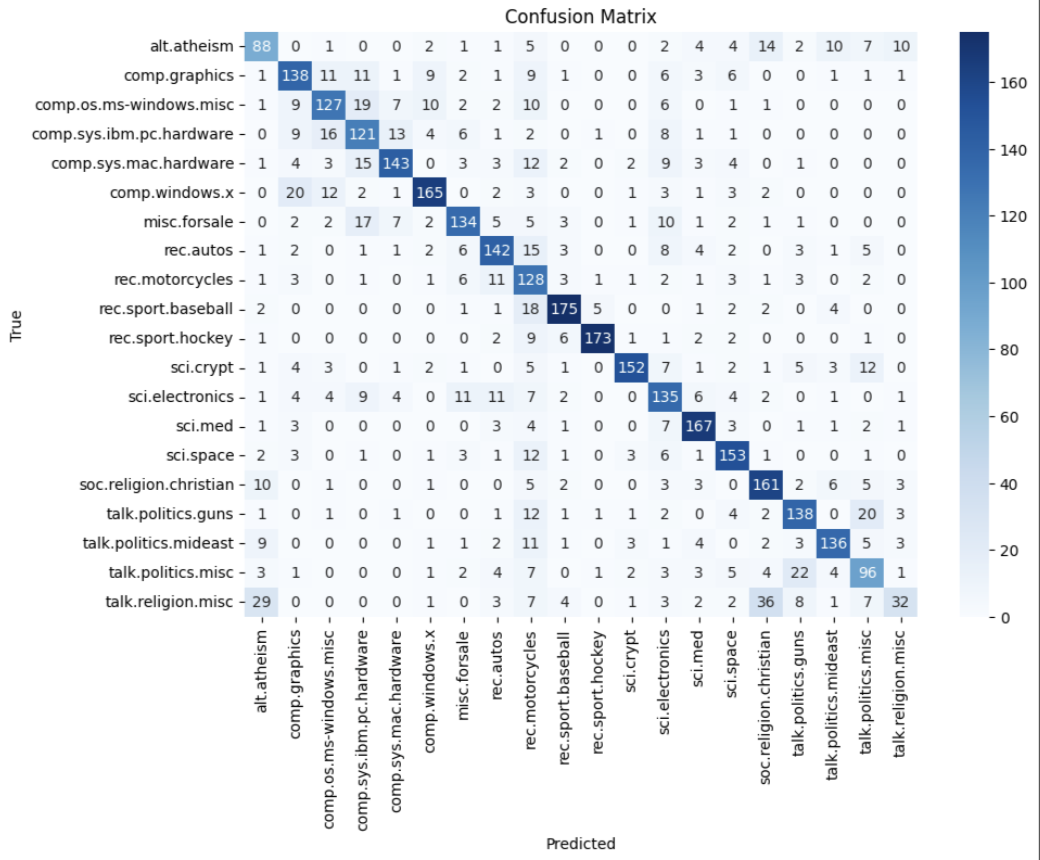 Confusion Matrix
alt.atheism 88 0 1 0 0 2 1 1 5 0 0 0 2 4 4 14 2 10 7 10
comp.graphics 1 138 11 11 1 9 2 1 9 1 0 0 6 3 6 0 0 1 1 1
comp.os.ms-windows.misc 1 9 127 19 7 10 2 2 10 0 0 0 6 0 1 1 0 0 0 0
comp.sys.ibm.pc.hardware 0 9 16 121 13 4 6 1 2 0 1 0 8 1 1 0 0 0 0 0
comp.sys.mac.hardware 1 4 3 15 143 0 3 3 12 2 0 2 9 3 4 0 1 0 0 0
comp.windows.x 0 20 12 2 1 165 0 2 3 0 0 1 3 1 3 2 0 0 0 0
misc.forsale 0 2 2 17 7 2 134 5 5 3 0 1 10 1 2 1 1 0 0 0
rec.autos 1 2 0 0 1 2 6 142 15 3 0 0 8 4 2 0 3 1 5 0
rec.motorcycles 1 3 0 1 0 1 6 11 128 3 1 1 2 1 3 1 3 0 2 0
rec.sport.baseball 2 0 0 0 0 0 1 1 18 175 5 0 0 1 2 2 0 4 0 0
rec.sport.hockey 1 0 0 0 0 0 0 2 9 6 173 1 1 2 2 0 0 0 1 0
sci.crypt 1 4 3 0 1 2 1 0 5 1 0 152 7 1 2 1 5 3 12 0
sci.electronics 1 4 4 9 4 0 11 11 7 2 0 0 135 6 4 2 0 1 0 1
sci.med 1 3 0 0 0 0 0 3 4 1 0 0 7 167 3 0 1 1 2 1
sci.space 2 3 0 1 0 1 3 1 12 1 0 3 6 1 153 1 0 0 1 0
soc.religion.christian 10 0 1 0 0 1 0 0 5 2 0 0 3 3 0 161 2 6 5 3
talk.politics.guns 1 0 1 0 1 0 0 1 12 1 1 1 2 0 4 2 138 0 20 3
talk.politics.mideast 9 0 0 0 0 1 1 2 11 1 0 3 1 4 0 2 3 136 5 3
talk.politics.misc 3 1 0 0 0 1 2 4 7 0 1 2 3 3 5 4 22 4 96 1
talk.religion.misc 29 0 0 0 0 1 0 3 7 4 0 1 3 2 2 36 8 1 7 32
True
alt.atheism
comp.graphics
comp.os.ms-windows.misc
comp.sys.ibm.pc.hardware
comp.sys.mac.hardware
comp.windows.x
misc.forsale
rec.autos
rec.motorcycles
rec.sport.baseball
rec.sport.hockey
sci.crypt
sci.electronics
sci.med
sci.space
soc.religion.christian
talk.politics.guns
talk.politics.mideast
talk.politics.misc
talk.religion.misc
Predicted
160
140
120
100
80
60
40
20
0